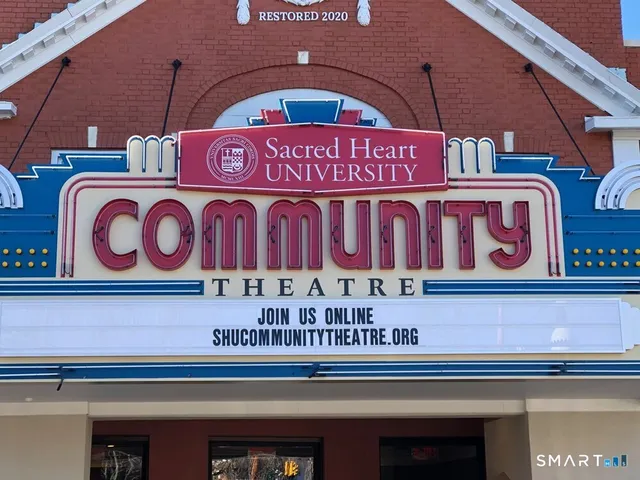 RESTORED 2020
Sacred Heart
UNIVERSITY
COMMUNITY
THEATRE
JOIN US ONLINE
SHUCOMMUNITYTHEATRE.ORG
SMART